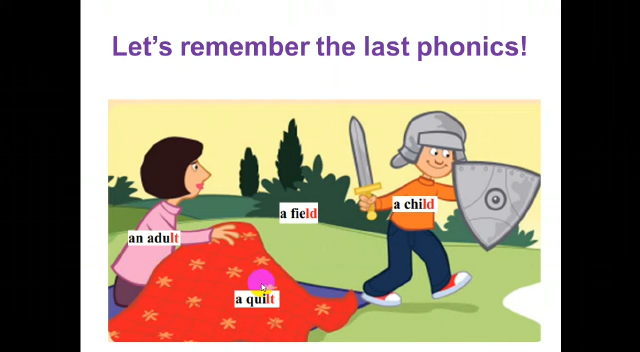 Let's remember the last phonics!
a child
a field
an adult
a quilt